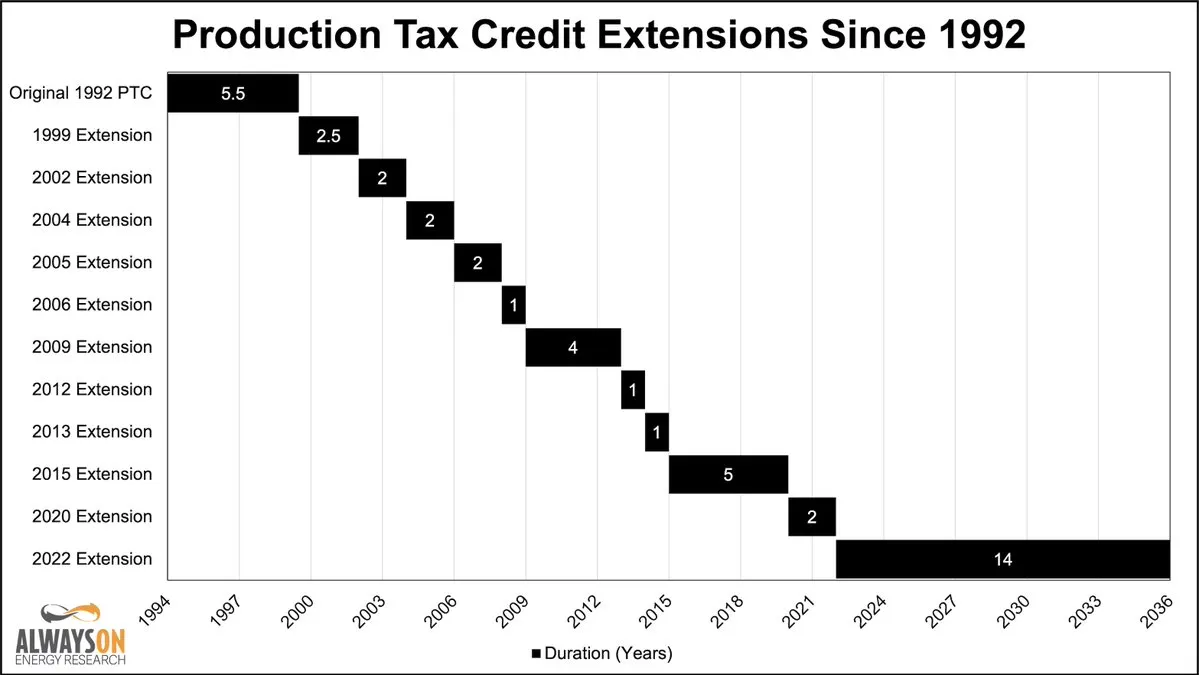 Production Tax Credit Extensions Since 1992
Original 1992 PTC
5.5
1999 Extension
2.5
2002 Extension
2
2004 Extension
2
2005 Extension
2
2006 Extension
1
2009 Extension
4
2012 Extension
1
2013 Extension
1
2015 Extension
5
2020 Extension
2
2022 Extension
14
1994
1997
2000
2003
2006
2009
2012
2015
2018
2021
2024
2027
2030
2033
2036
Duration (Years)
ALWAYSON
ENERGY RESEARCH